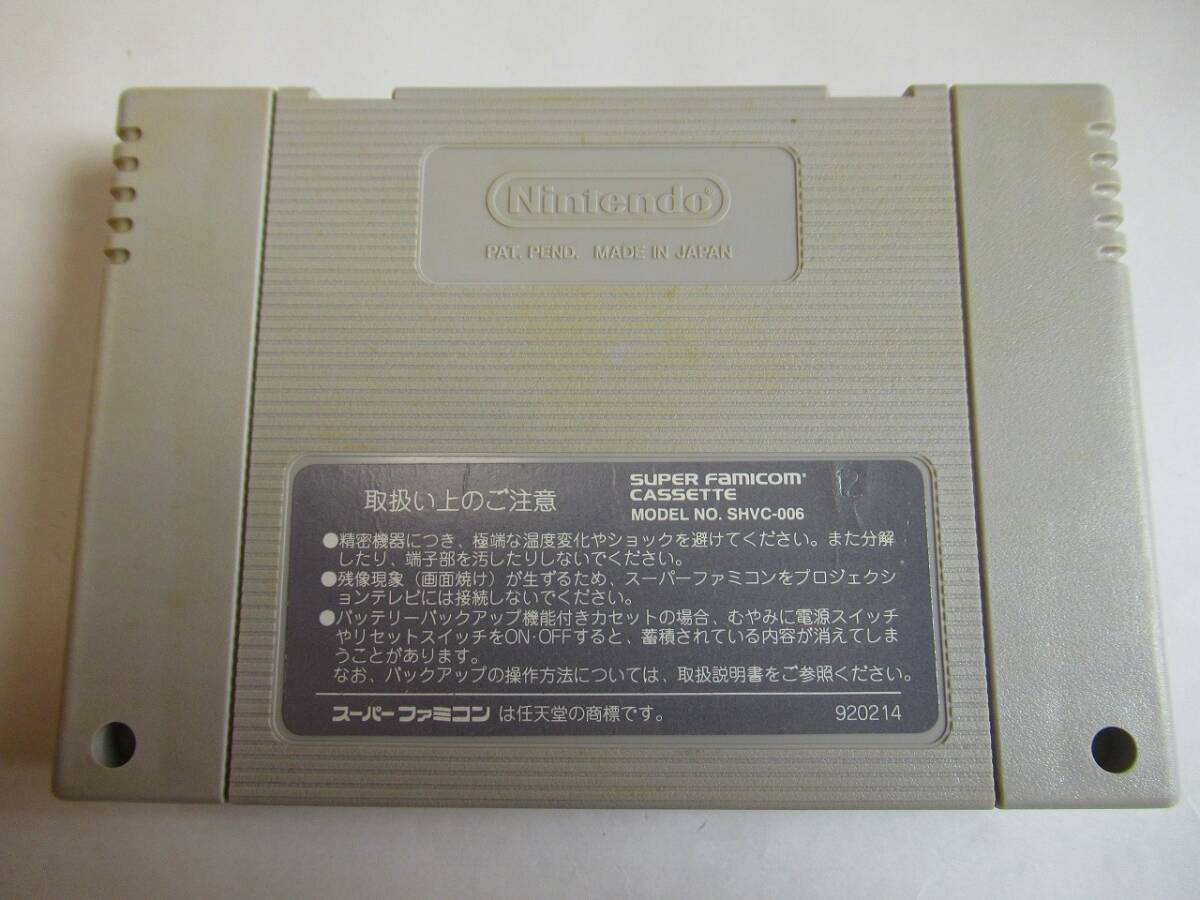 Nintendo®
PAT. PEND. MADE IN JAPAN
取扱い上のご注意
SUPER FAMICOM®
CASSETTE
MODEL NO. SHVC-006
12
●精密機器につき、極端な温度変化やショックを避けてください。また分解
したり、端子部を汚したりしないでください。
●残像現象（画面焼け）が生ずるため、スーパーファミコンをプロジェクシ
ョンテレビには接続しないでください。
●バッテリーバックアップ機能付きカセットの場合、むやみに電源スイッチ
やリセットスイッチをON・OFFすると、蓄積されている内容が消えてしま
うことがあります。
なお、バックアップの操作方法については、取扱説明書をご参照ください。
スーパーファミコン は任天堂の商標です。
920214